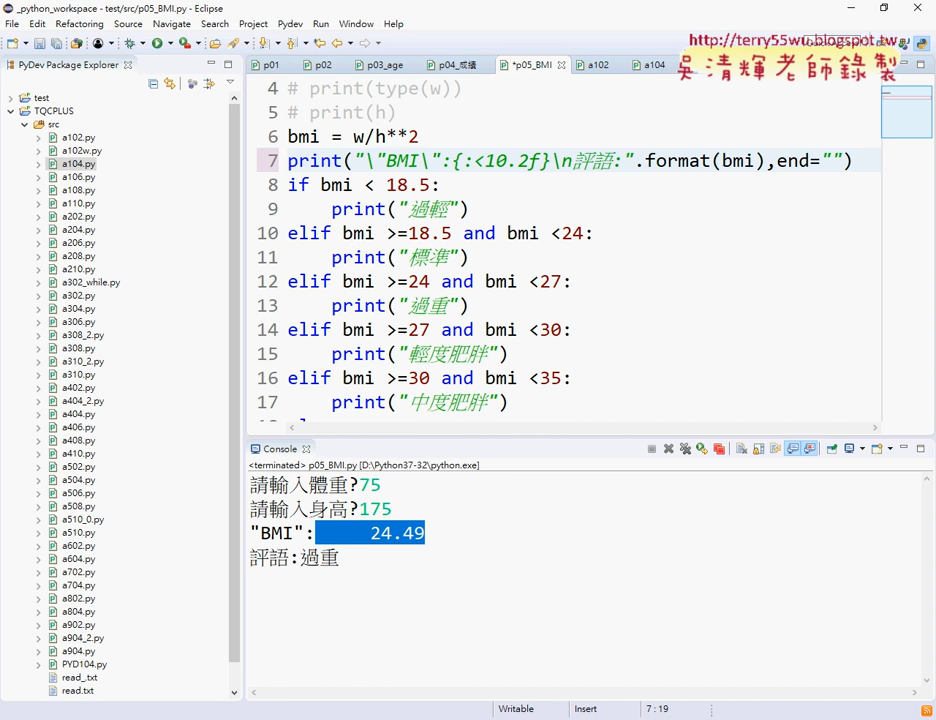 _python_workspace - test/src/p05_BMI.py - Eclipse
File Edit Refactoring Source Navigate Search Project Pydev Run Window Help
http://terry55wu.blogspot.tw
吳清輝老師錄製
PyDev Package Explorer
p01 p02 p03_age p04_成績 *p05_BMI a102 a104
test
TQCPLUS
src
a102.py
a102w.py
a104.py
a106.py
a108.py
a110.py
a202.py
a204.py
a206.py
a208.py
a210.py
a302_while.py
a302.py
a304.py
a306.py
a308_2.py
a308.py
a310_2.py
a310.py
a402.py
a404_2.py
a404.py
a406.py
a408.py
a410.py
a502.py
a504.py
a506.py
a508.py
a510_0.py
a510.py
a602.py
a604.py
a702.py
a704.py
a802.py
a804.py
a902.py
a904_2.py
a904.py
PYD104.py
read_.txt
read.txt
4 # print(type(w))
5 # print(h)
6 bmi = w/h**2
7 print("\"BMI\":{:<10.2f}\n評語:".format(bmi),end="")
8 if bmi < 18.5:
9 print("過輕")
10 elif bmi >=18.5 and bmi <24:
11 print("標準")
12 elif bmi >=24 and bmi <27:
13 print("過重")
14 elif bmi >=27 and bmi <30:
15 print("輕度肥胖")
16 elif bmi >=30 and bmi <35:
17 print("中度肥胖")
Console
<terminated> p05_BMI.py [D:\Python37-32\python.exe]
請輸入體重?75
請輸入身高?175
"BMI": 24.49
評語:過重
Writable Insert 7 : 19